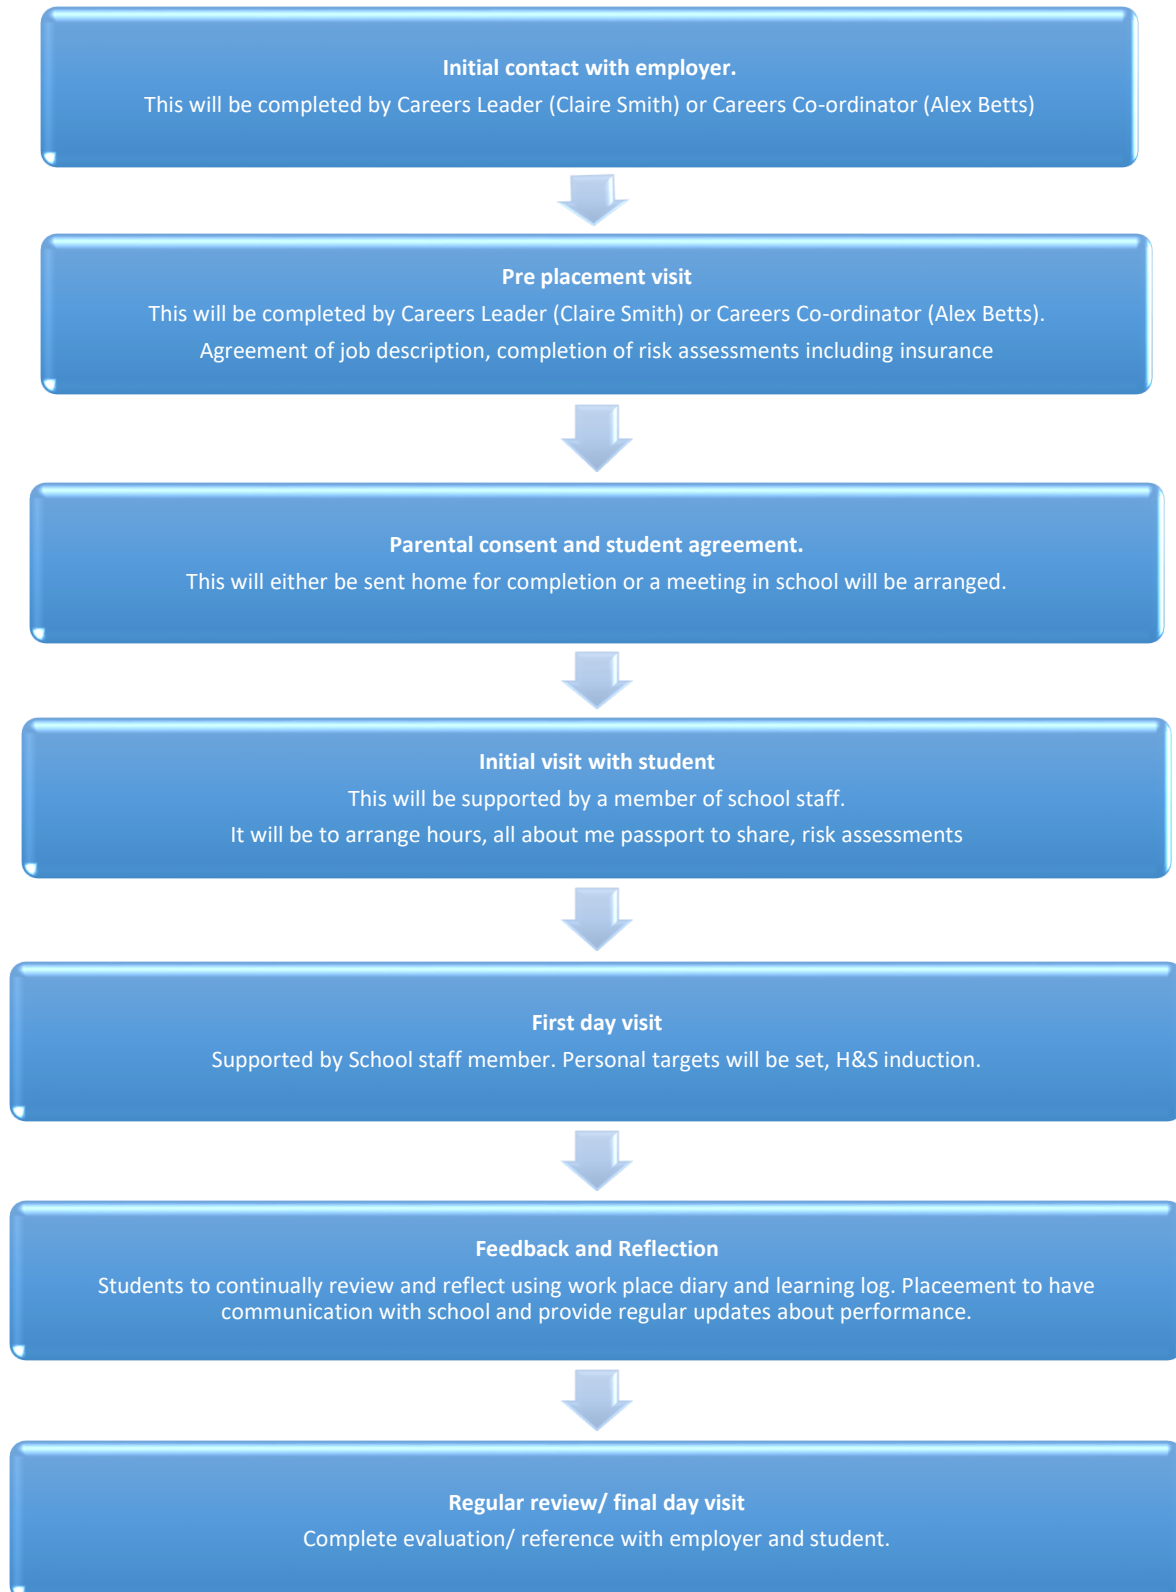 Initial contact with employer.
This will be completed by Careers Leader (Claire Smith) or Careers Co-ordinator (Alex Betts)
Pre placement visit
This will be completed by Careers Leader (Claire Smith) or Careers Co-ordinator (Alex Betts).
Agreement of job description, completion of risk assessments including insurance
Parental consent and student agreement.
This will either be sent home for completion or a meeting in school will be arranged.
Initial visit with student
This will be supported by a member of school staff.
It will be to arrange hours, all about me passport to share, risk assessments
First day visit
Supported by School staff member. Personal targets will be set, H&S induction.
Feedback and Reflection
Students to continually review and reflect using work place diary and learning log. Placeement to have
communication with school and provide regular updates about performance.
Regular review/ final day visit
Complete evaluation/ reference with employer and student.